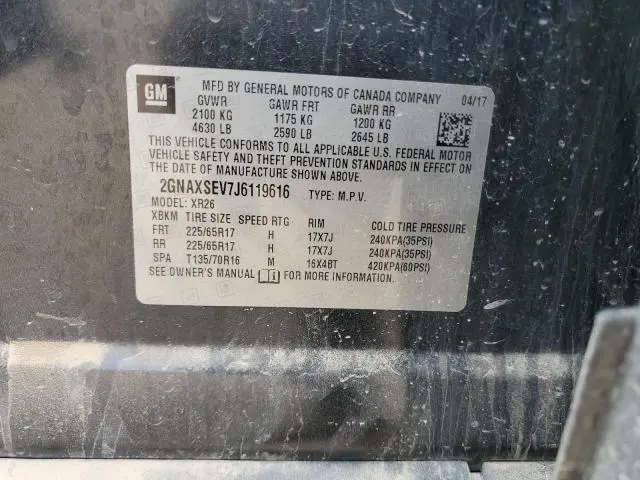 GM
MFD BY GENERAL MOTORS OF CANADA COMPANY 04/17
GVWR GAWR FRT GAWR RR
2100 KG 1175 KG 1200 KG
4630 LB 2590 LB 2645 LB
THIS VEHICLE CONFORMS TO ALL APPLICABLE U.S. FEDERAL MOTOR
VEHICLE SAFETY AND THEFT PREVENTION STANDARDS IN EFFECT ON
THE DATE OF MANUFACTURE SHOWN ABOVE.
2GNAXSEV7J6119616 TYPE: M.P.V.
MODEL: XR26
XBKM TIRE SIZE SPEED RTG RIM COLD TIRE PRESSURE
FRT 225/65R17 H 17X7J 240KPA(35PSI)
RR 225/65R17 H 17X7J 240KPA(35PSI)
SPA T135/70R16 M 16X4BT 420KPA(60PSI)
SEE OWNER'S MANUAL FOR MORE INFORMATION.